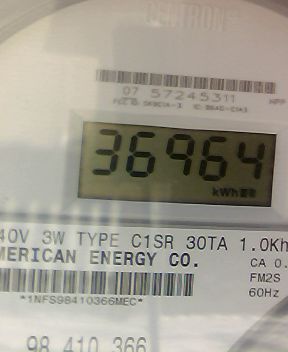 CENTRON
07 57245311
36964
kWh
40V 3W TYPE C1SR 30TA 1.0Kh
MERICAN ENERGY CO.
CA 0.
FM2S
60Hz
*1NFS98410366MEC*
98 410 366